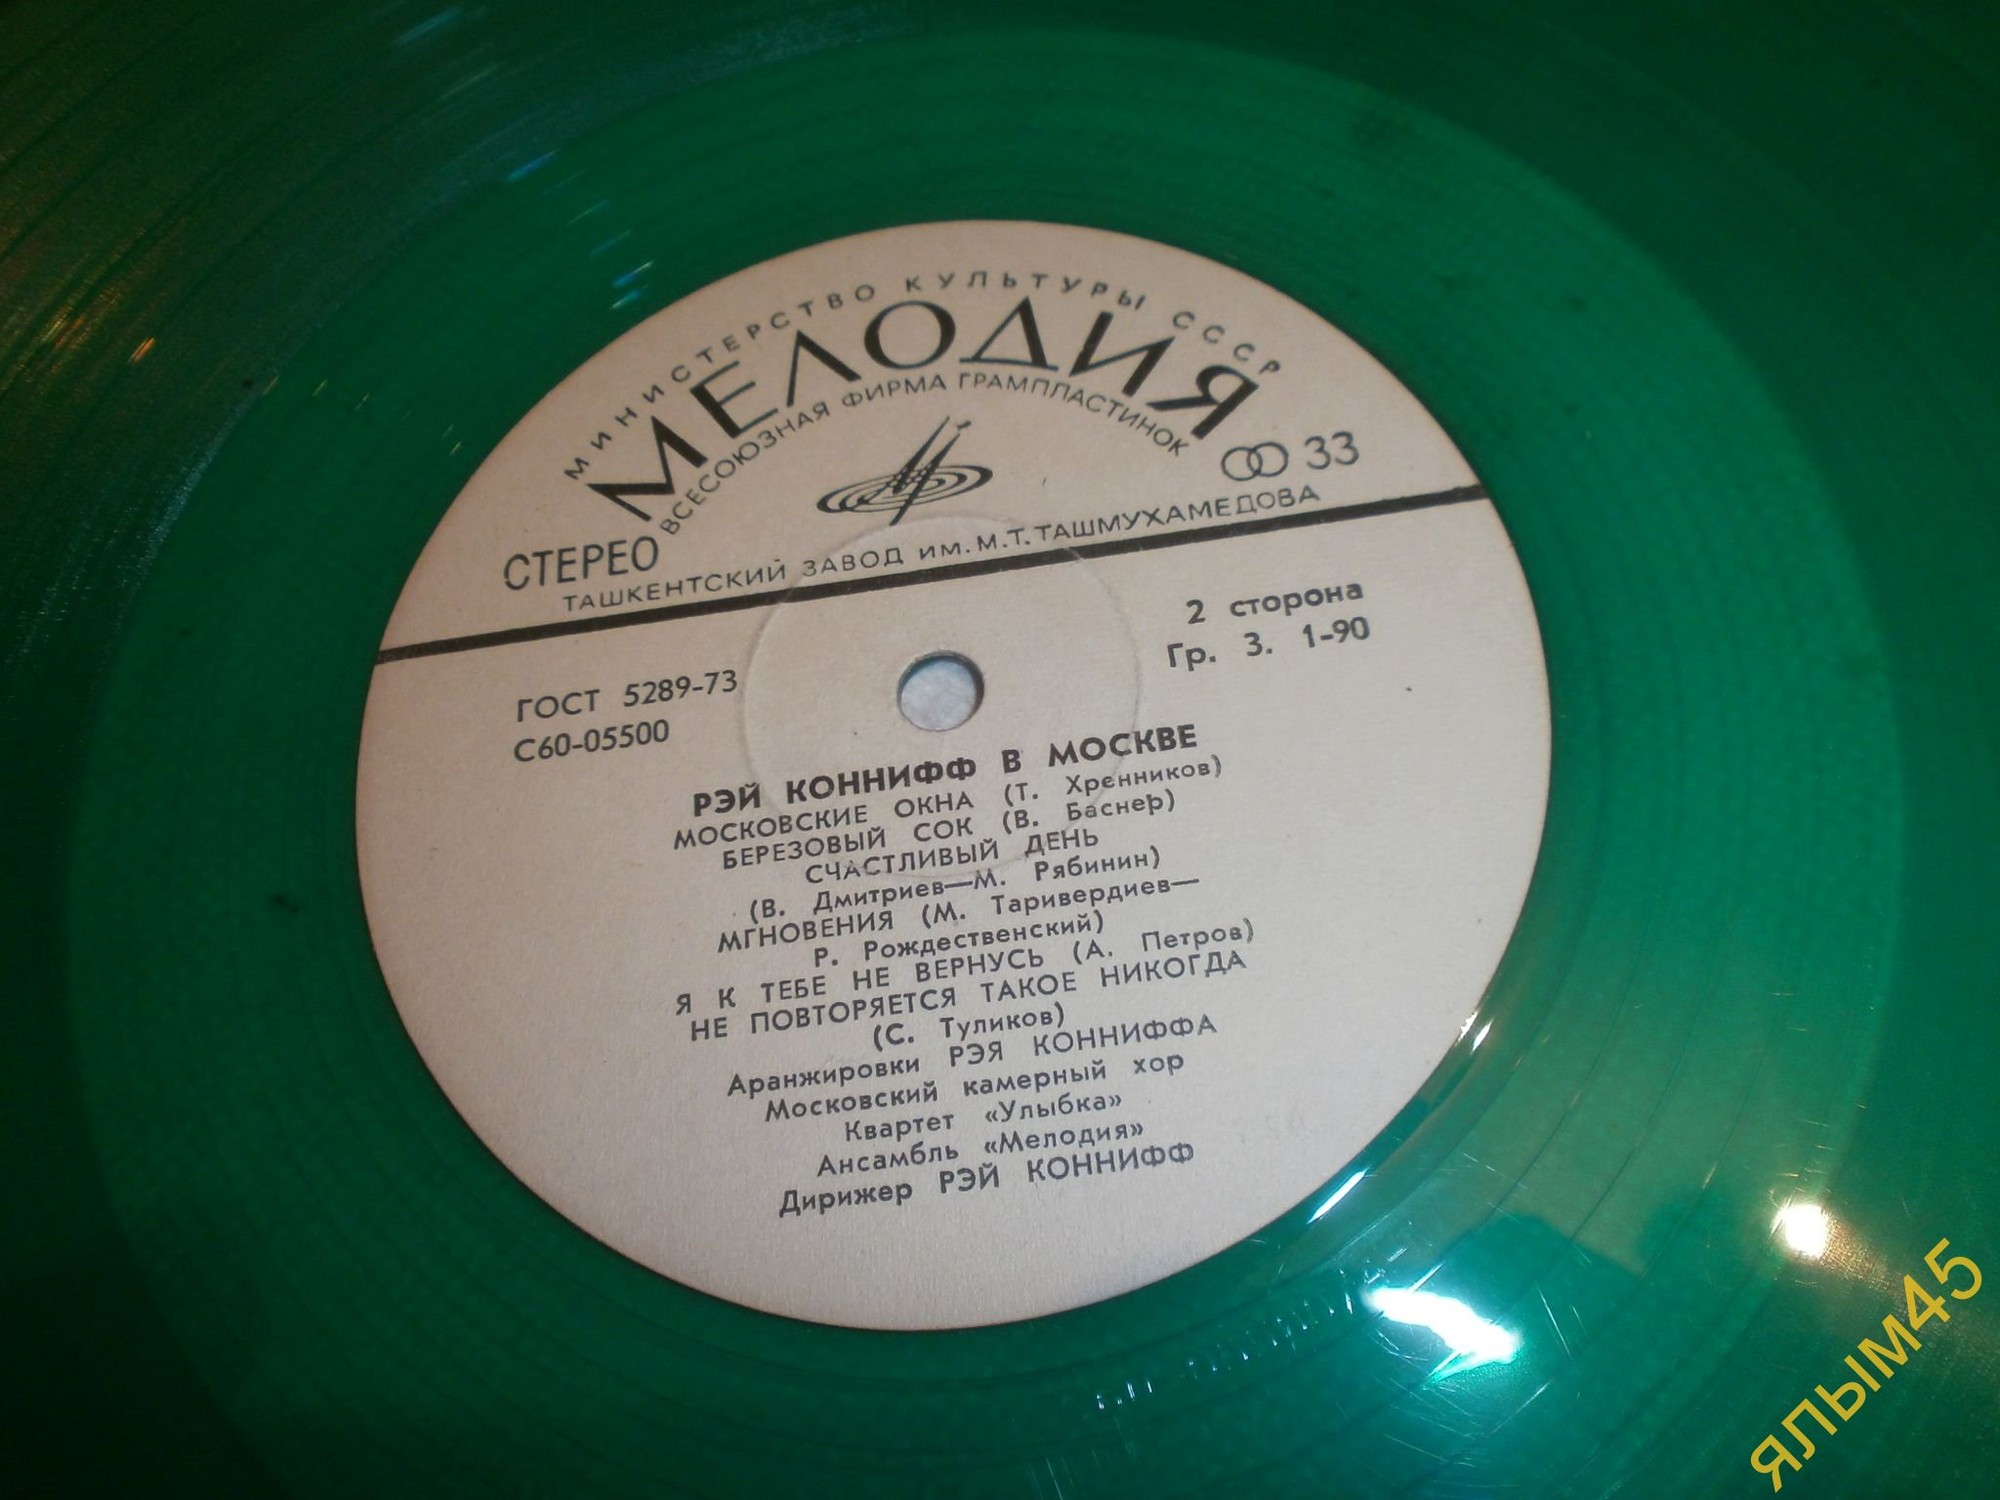 МИНИСТЕРСТВО КУЛЬТУРЫ СССР
МЕЛОДИЯ
ВСЕСОЮЗНАЯ ФИРМА ГРАМПЛАСТИНОК
СТЕРЕО
33
ТАШКЕНТСКИЙ ЗАВОД ИМ. М.Т. ТАШМУХАМЕДОВА
ГОСТ 5289-73
С60-05500
2 сторона
Гр. 3. 1-90
РЭЙ КОННИФФ В МОСКВЕ
МОСКОВСКИЕ ОКНА (Т. Хренников)
БЕРЕЗОВЫЙ СОК (В. Баснер)
СЧАСТЛИВЫЙ ДЕНЬ
(В. Дмитриев—М. Рябинин)
МГНОВЕНИЯ (М. Таривердиев—
Р. Рождественский)
Я К ТЕБЕ НЕ ВЕРНУСЬ (А. Петров)
НЕ ПОВТОРЯЕТСЯ ТАКОЕ НИКОГДА
(С. Туликов)
Аранжировки РЭЯ КОННИФФА
Московский камерный хор
Квартет «Улыбка»
Ансамбль «Мелодия»
Дирижер РЭЙ КОННИФФ
ялым45